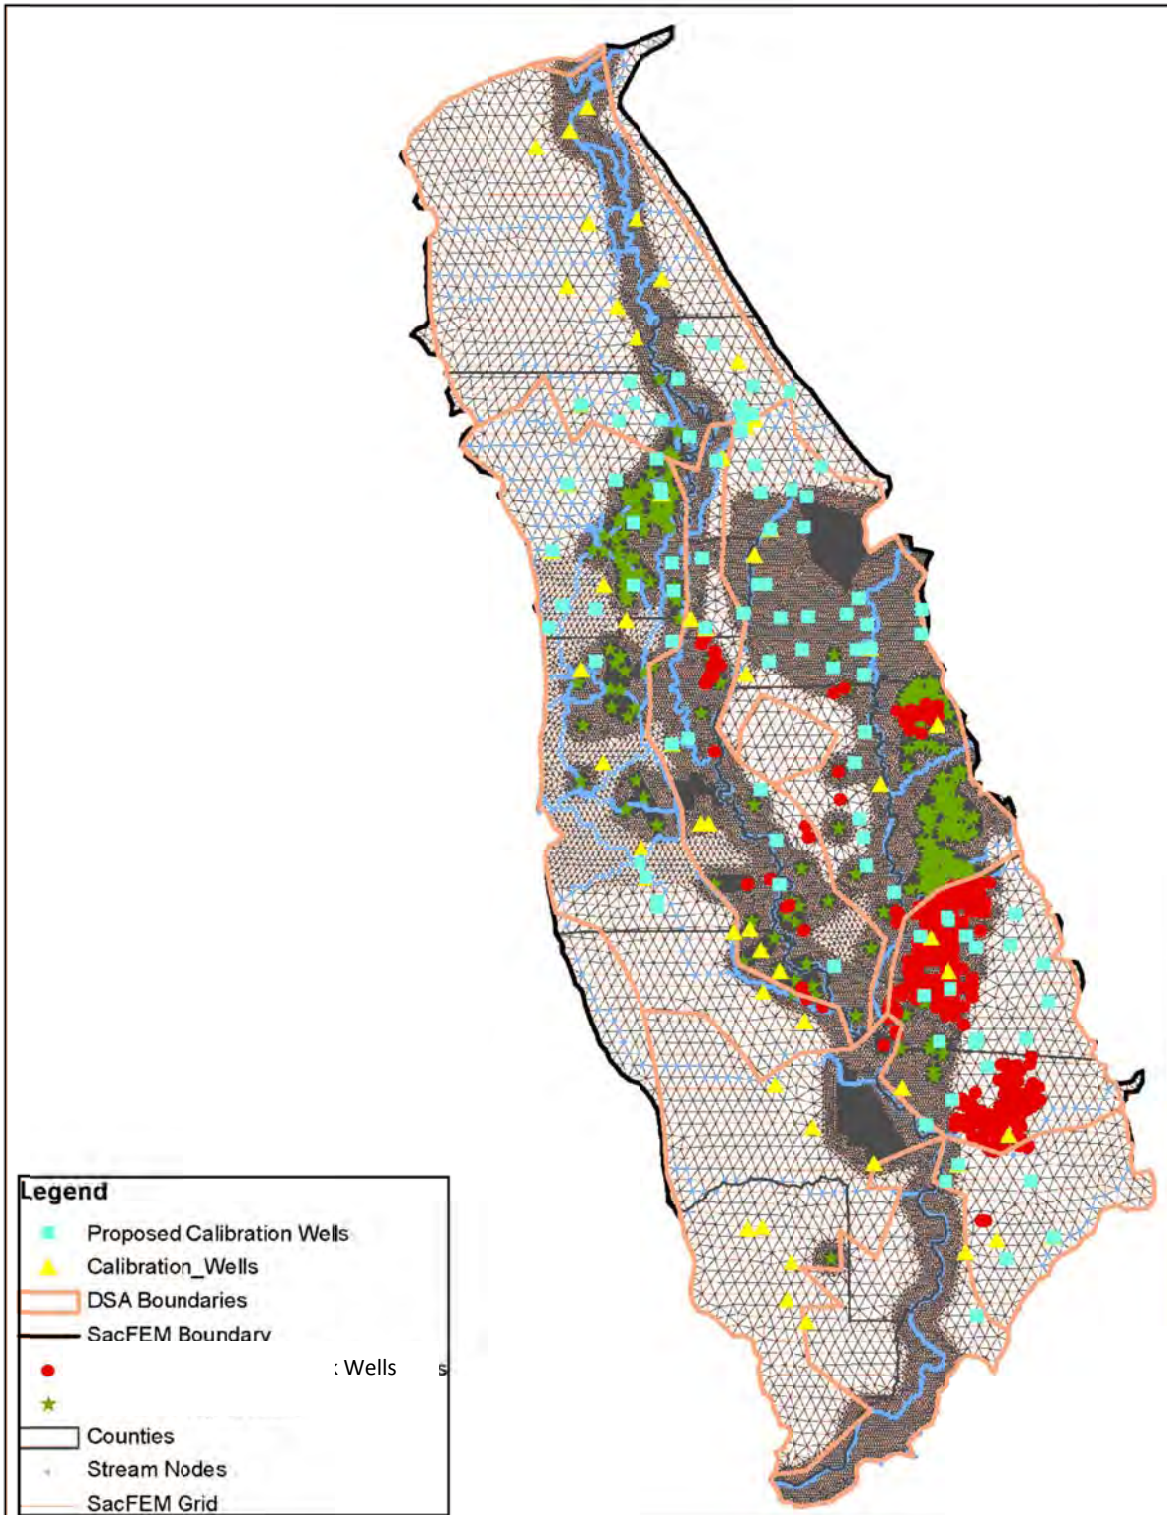 Legend
Proposed Calibration Wells
Calibration_Wells
DSA Boundaries
SacFEM Boundary
Wells
Counties
Stream Nodes
SacFEM Grid